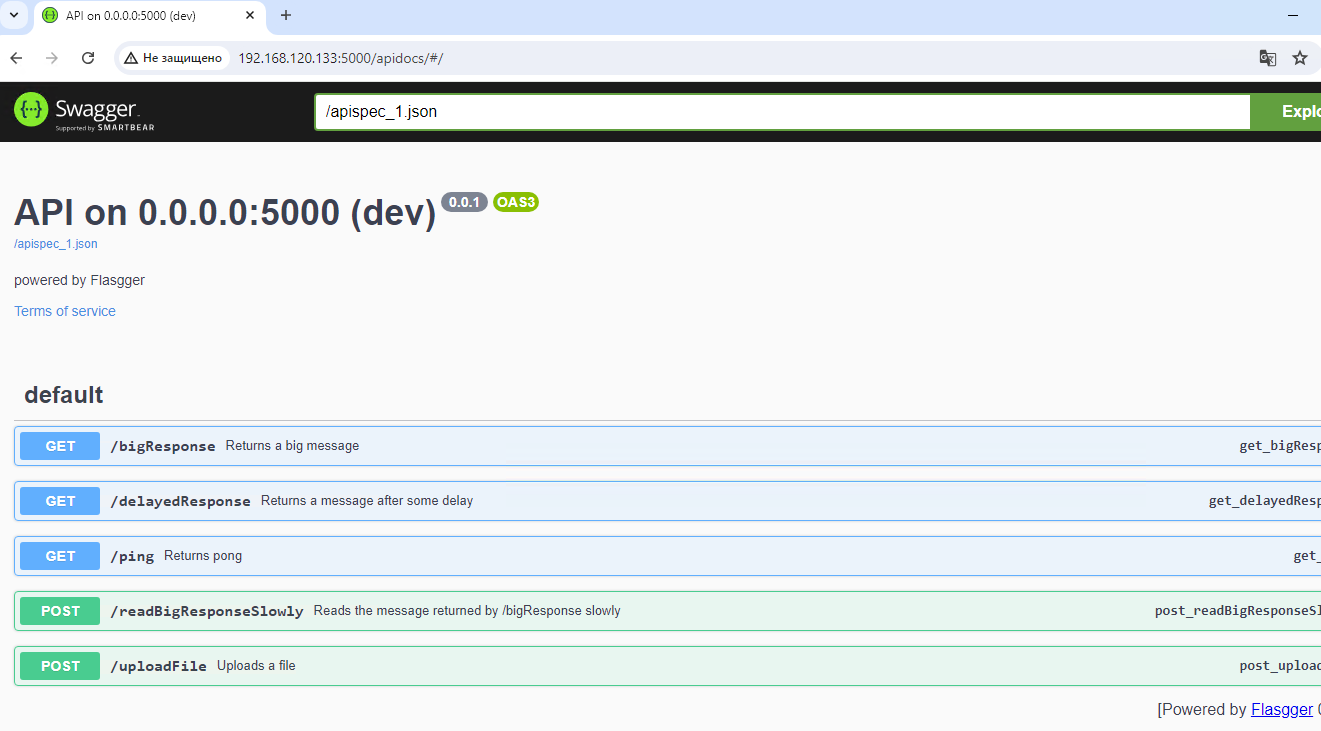 API on 0.0.0.0:5000 (dev)
Не защищено 192.168.120.133:5000/apidocs/#/
Swagger
Supported by SMARTBEAR
/apispec_1.json
API on 0.0.0.0:5000 (dev) 0.0.1 OAS3
/apispec_1.json
powered by Flasgger
Terms of service
default
GET /bigResponse Returns a big message get_bigResp
GET /delayedResponse Returns a message after some delay get_delayedResp
GET /ping Returns pong get_
POST /readBigResponseSlowly Reads the message returned by /bigResponse slowly post_readBigResponseSl
POST /uploadFile Uploads a file post_upload
[Powered by Flasgger